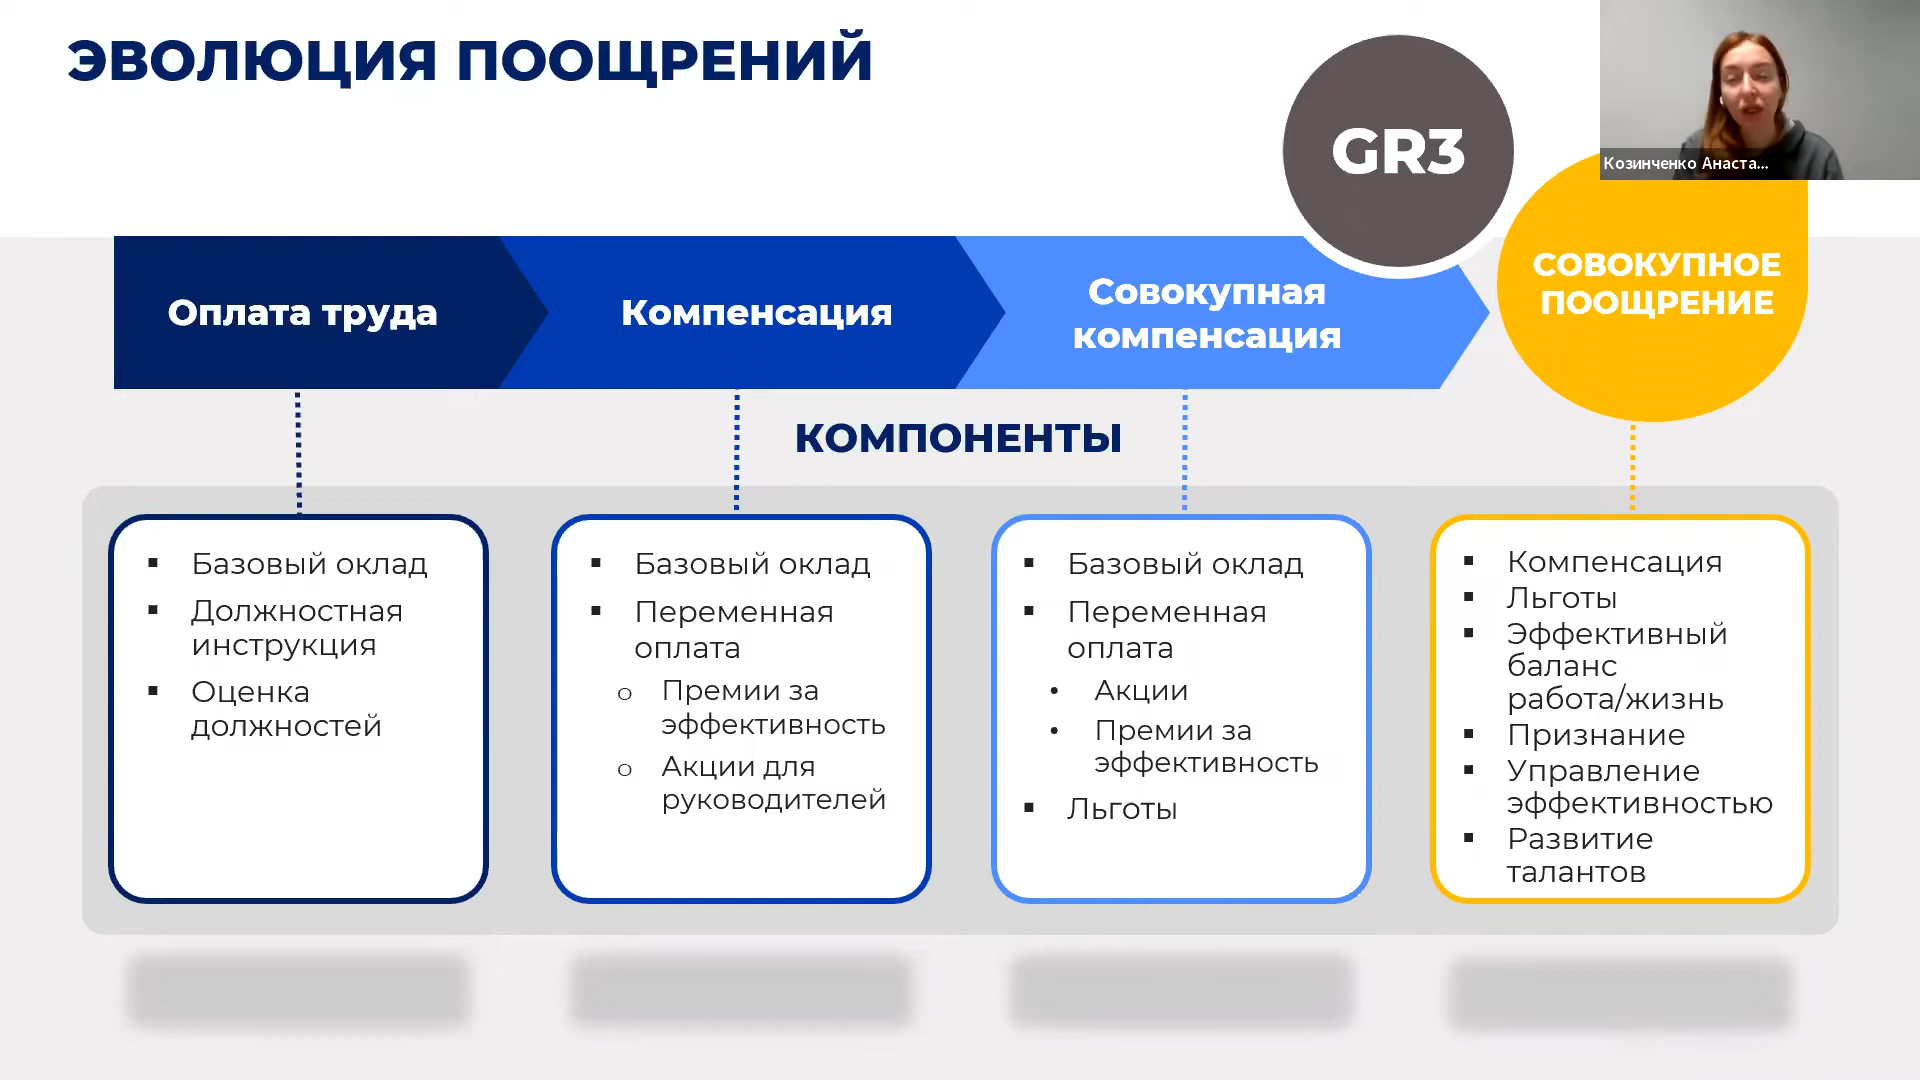 ЭВОЛЮЦИЯ ПООЩРЕНИЙ
GR3
Козинченко Анаста...
Оплата труда
Компенсация
Совокупная
компенсация
СОВОКУПНОЕ
ПООЩРЕНИЕ
КОМПОНЕНТЫ
▪ Базовый оклад
▪ Должностная
инструкция
▪ Оценка
должностей
▪ Базовый оклад
▪ Переменная
оплата
o Премии за
эффективность
o Акции для
руководителей
▪ Базовый оклад
▪ Переменная
оплата
• Акции
• Премии за
эффективность
▪ Льготы
▪ Компенсация
▪ Льготы
▪ Эффективный
баланс
работа/жизнь
▪ Признание
▪ Управление
эффективностью
▪ Развитие
талантов